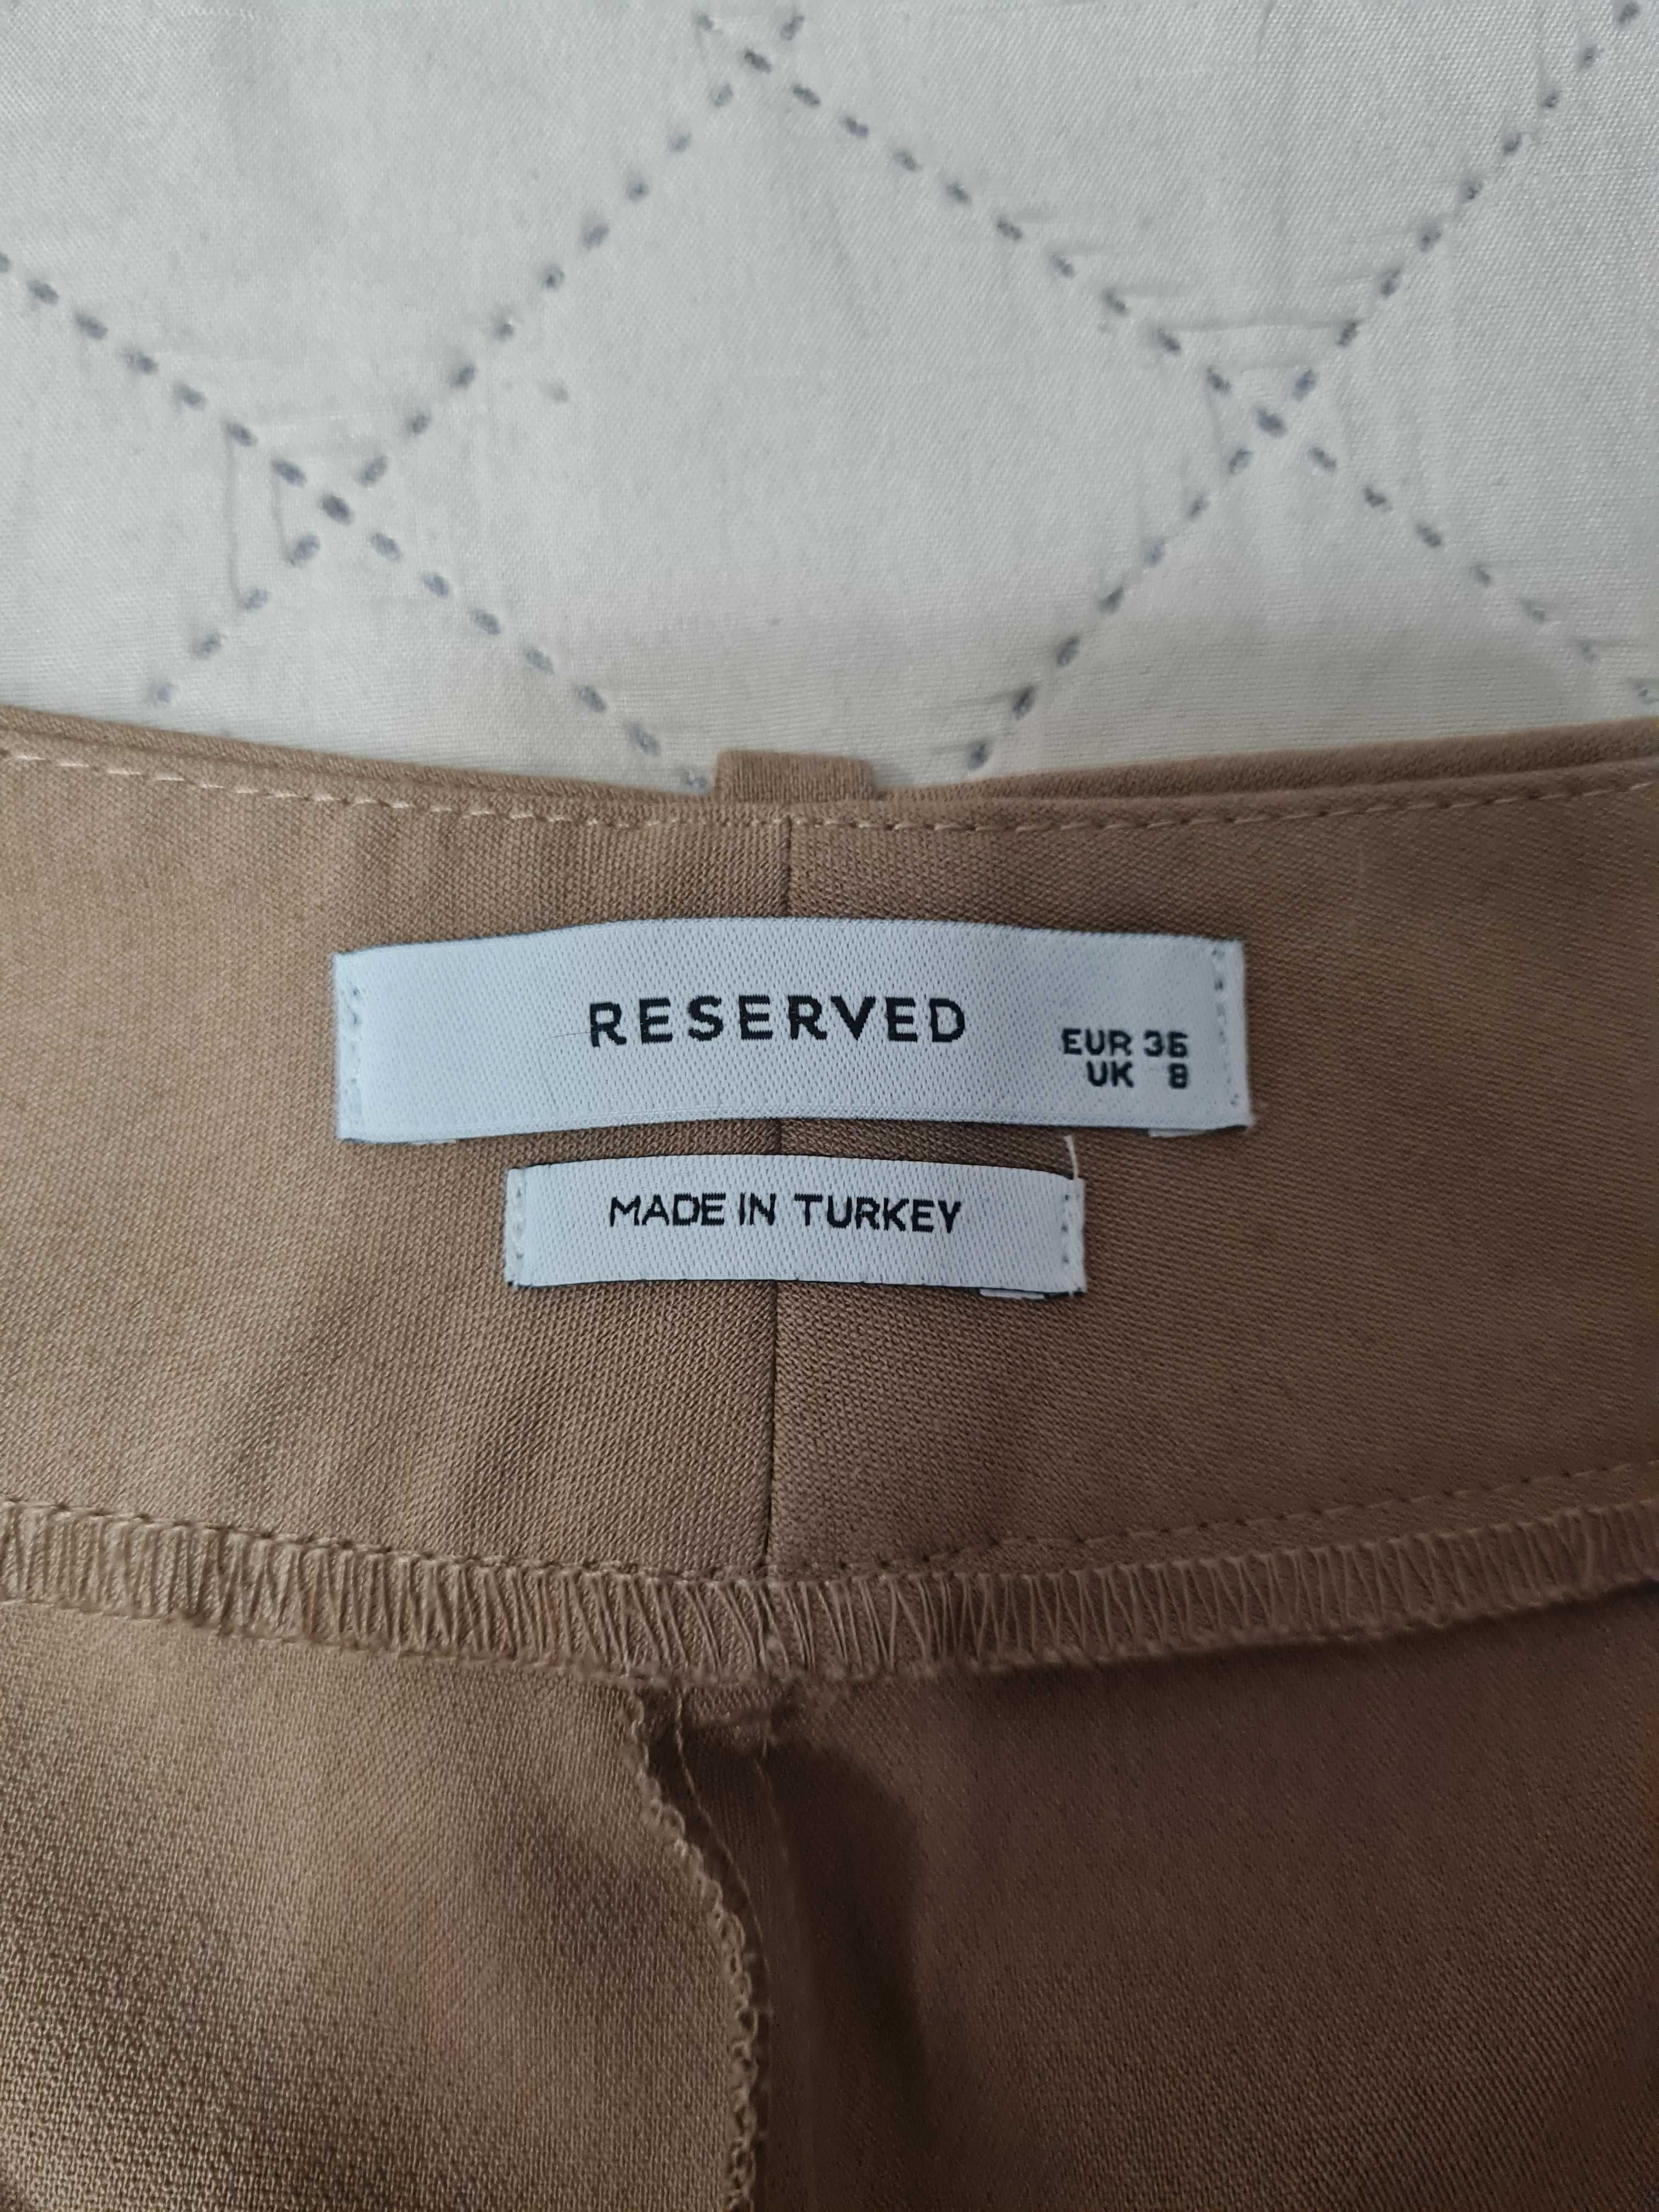 RESERVED
EUR 36
UK 8
MADE IN TURKEY